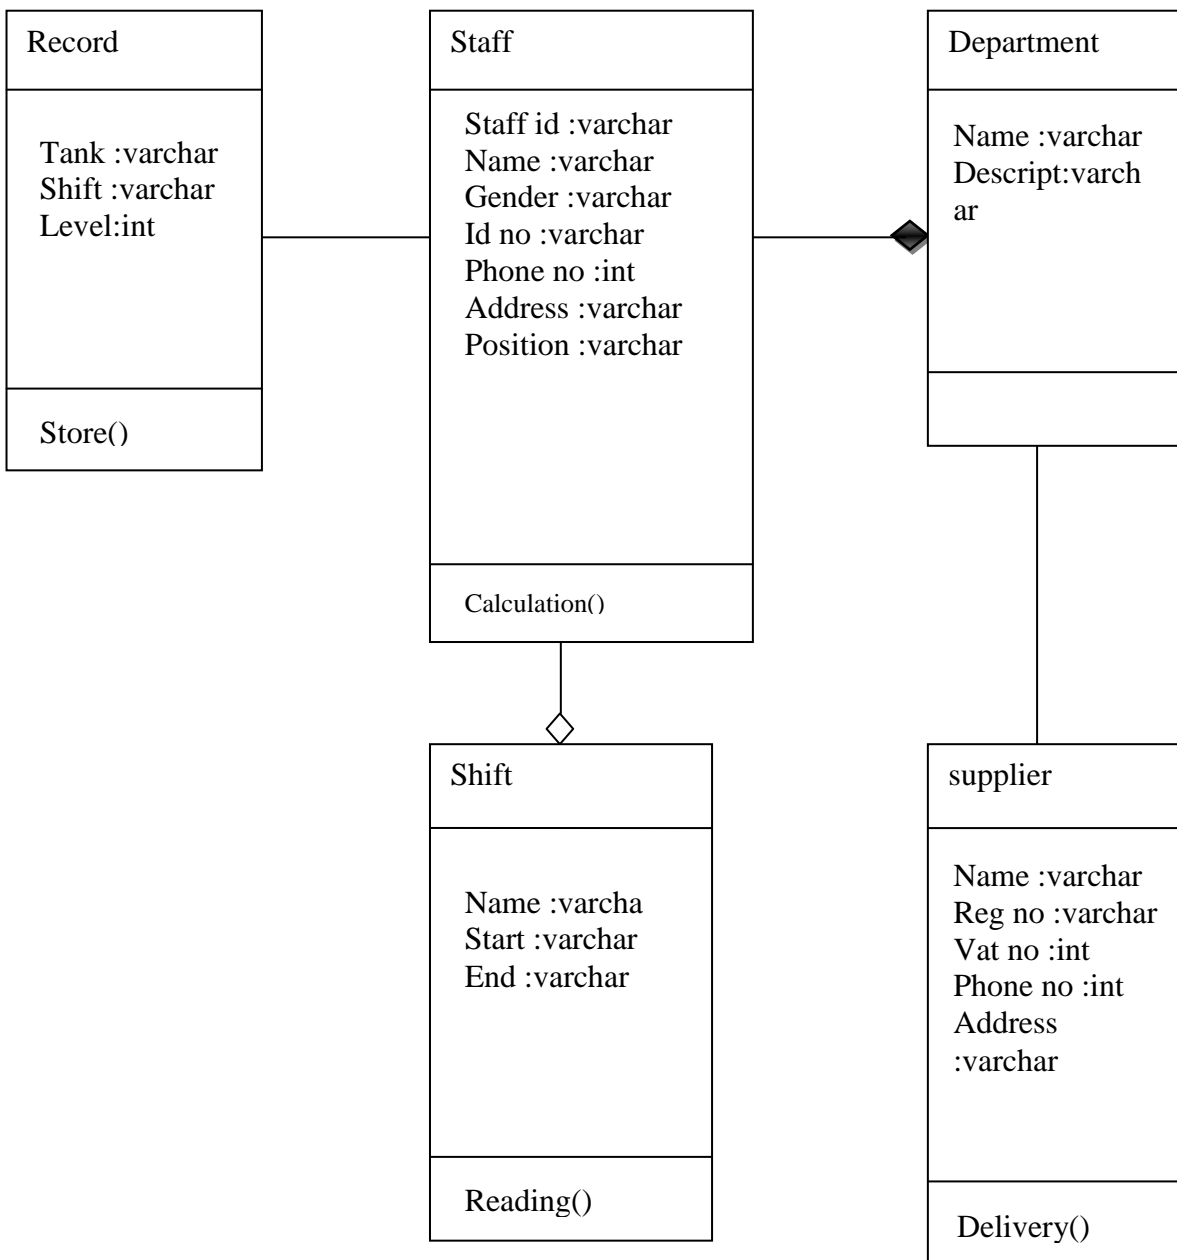 Record
Tank :varchar
Shift :varchar
Level:int
Store()
Staff
Staff id :varchar
Name :varchar
Gender :varchar
Id no :varchar
Phone no :int
Address :varchar
Position :varchar
Calculation()
Department
Name :varchar
Descript:varch
ar
Shift
Name :varcha
Start :varchar
End :varchar
Reading()
supplier
Name :varchar
Reg no :varchar
Vat no :int
Phone no :int
Address
:varchar
Delivery()